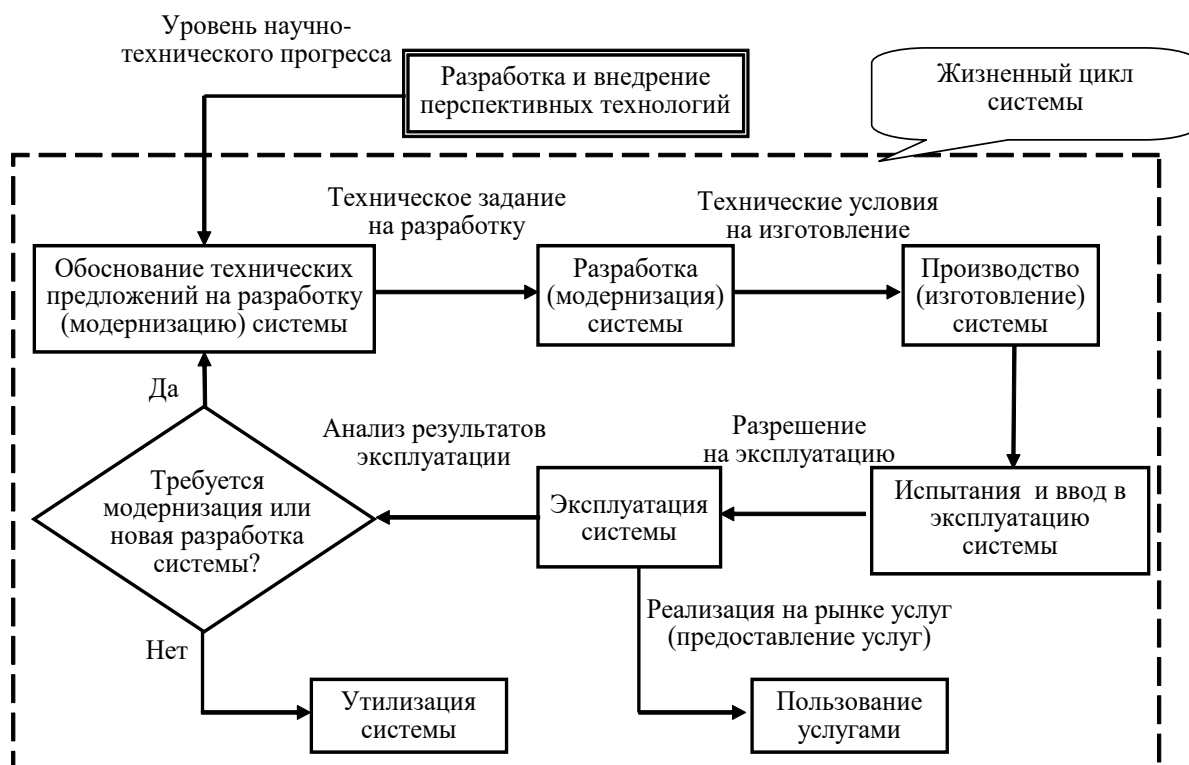 Уровень научно-
технического прогресса
Разработка и внедрение
перспективных технологий
Жизненный цикл
системы
Техническое задание
на разработку
Технические условия
на изготовление
Обоснование технических
предложений на разработку
(модернизацию) системы
Разработка
(модернизация)
системы
Производство
(изготовление)
системы
Да
Анализ результатов
эксплуатации
Разрешение
на эксплуатацию
Требуется
модернизация или
новая разработка
системы?
Эксплуатация
системы
Испытания и ввод в
эксплуатацию
системы
Реализация на рынке услуг
(предоставление услуг)
Нет
Утилизация
системы
Пользование
услугами